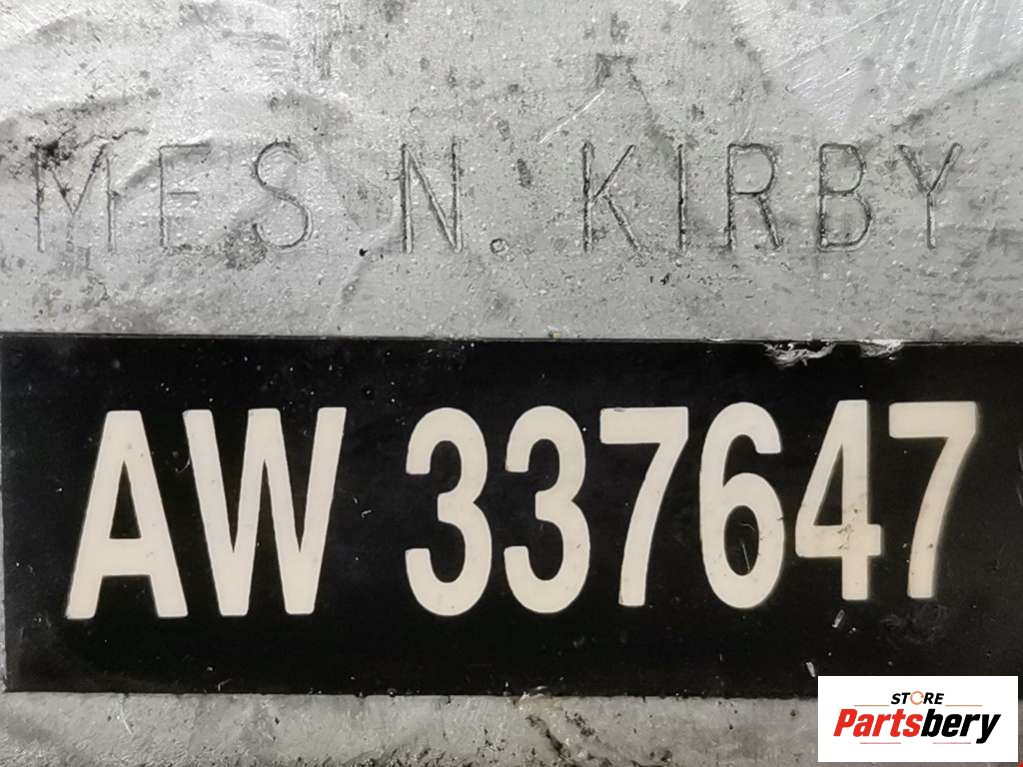 MES N. KIRBY
AW 337647
STORE
Partsbery